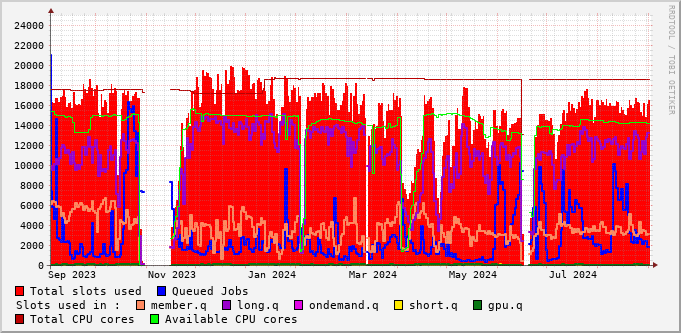 24000
22000
20000
18000
16000
14000
12000
10000
8000
6000
4000
2000
0
Sep 2023 Nov 2023 Jan 2024 Mar 2024 May 2024 Jul 2024
RRDTOOL / TOBI OETIKER
Total slots used Queued Jobs
Slots used in : member.q long.q ondemand.q short.q gpu.q
Total CPU cores Available CPU cores